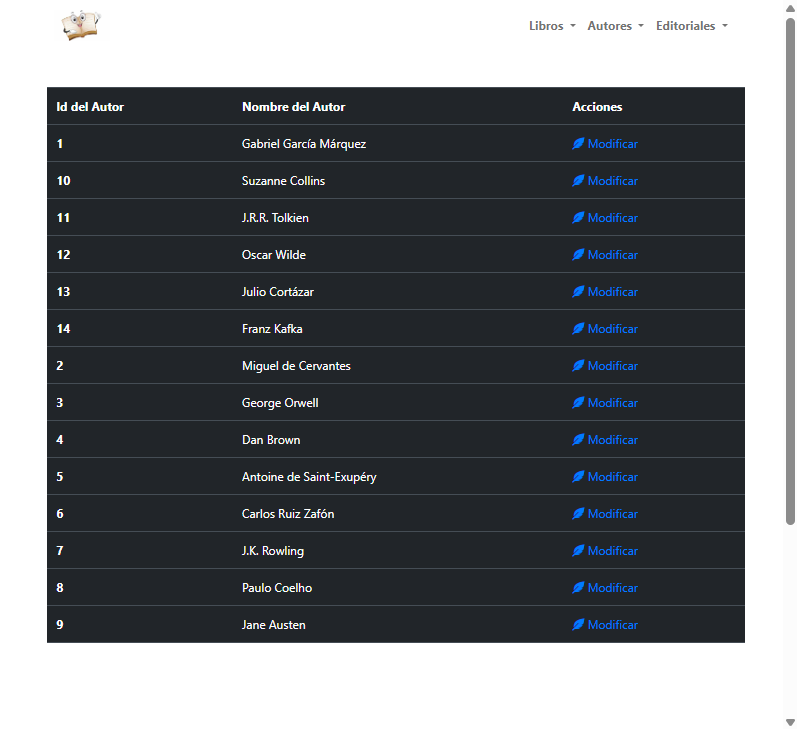 Libros Autores Editoriales
Id del Autor Nombre del Autor Acciones
1 Gabriel García Márquez Modificar
10 Suzanne Collins Modificar
11 J.R.R. Tolkien Modificar
12 Oscar Wilde Modificar
13 Julio Cortázar Modificar
14 Franz Kafka Modificar
2 Miguel de Cervantes Modificar
3 George Orwell Modificar
4 Dan Brown Modificar
5 Antoine de Saint-Exupéry Modificar
6 Carlos Ruiz Zafón Modificar
7 J.K. Rowling Modificar
8 Paulo Coelho Modificar
9 Jane Austen Modificar